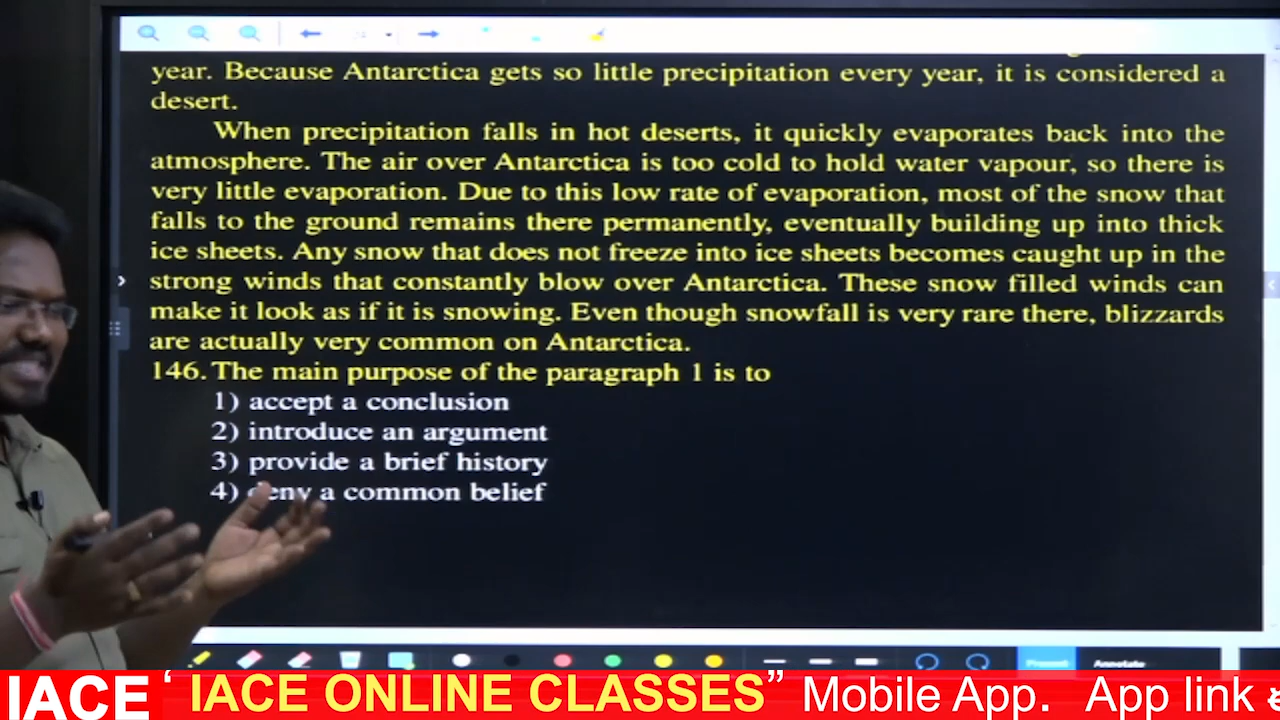 year. Because Antarctica gets so little precipitation every year, it is considered a
desert.
When precipitation falls in hot deserts, it quickly evaporates back into the
atmosphere. The air over Antarctica is too cold to hold water vapour, so there is
very little evaporation. Due to this low rate of evaporation, most of the snow that
falls to the ground remains there permanently, eventually building up into thick
ice sheets. Any snow that does not freeze into ice sheets becomes caught up in the
strong winds that constantly blow over Antarctica. These snow filled winds can
make it look as if it is snowing. Even though snowfall is very rare there, blizzards
are actually very common on Antarctica.
146. The main purpose of the paragraph 1 is to
1) accept a conclusion
2) introduce an argument
3) provide a brief history
4) deny a common belief
Present Annotate
IACE ‘ IACE ONLINE CLASSES” Mobile App. App link